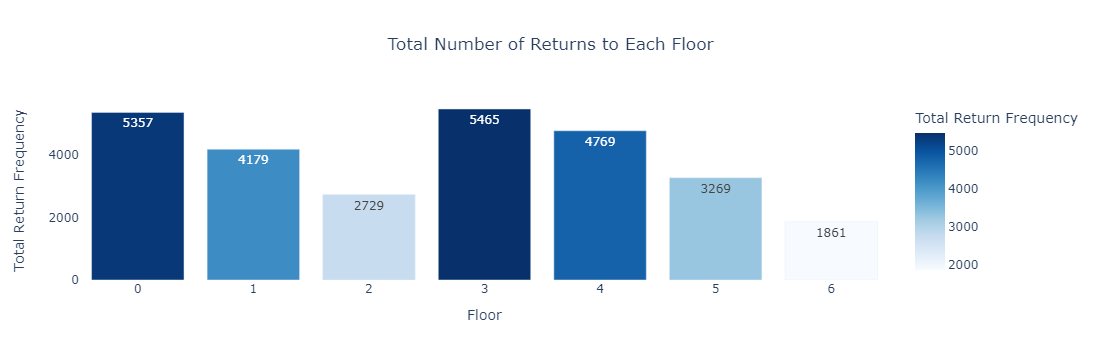 Total Number of Returns to Each Floor
Total Return Frequency
4000
2000
0
5357
4179
2729
5465
4769
3269
1861
0 1 2 3 4 5 6
Floor
Total Return Frequency
5000
4000
3000
2000